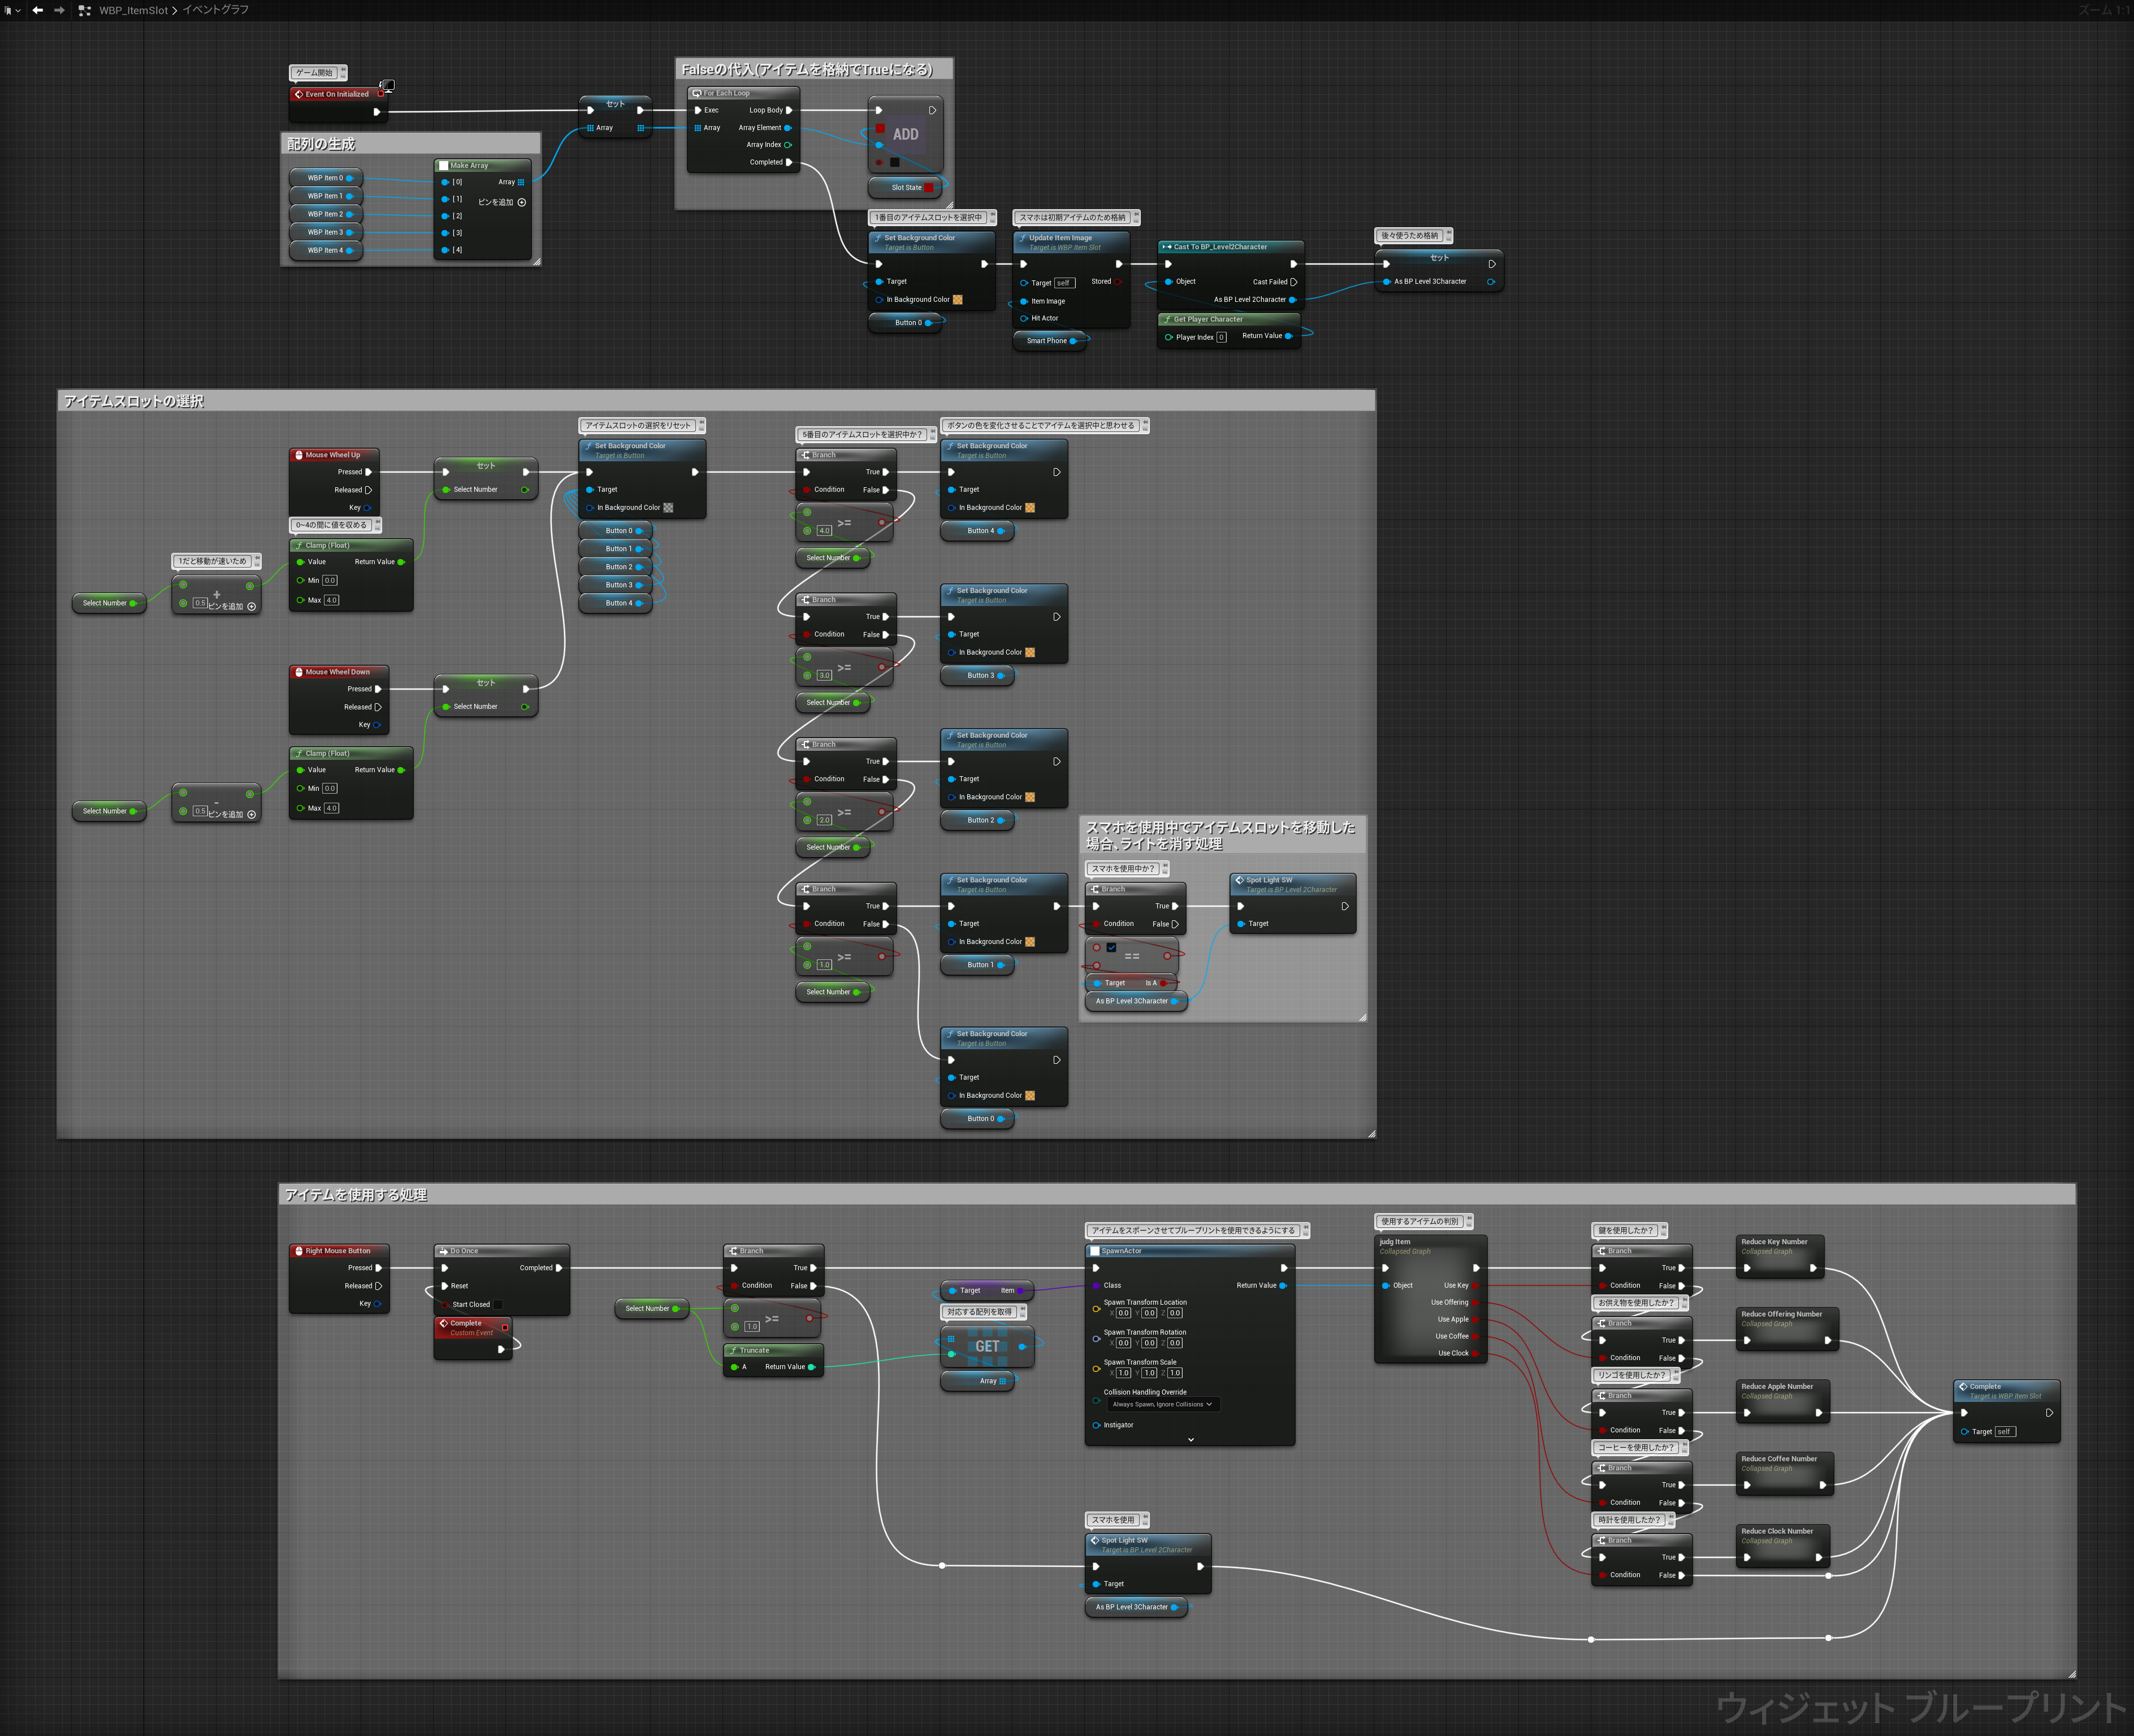 WBP_ItemSlot > イベントグラフ
ズーム 1:1
ゲーム開始
Event On Initialized
配列の生成
WBP Item 0
WBP Item 1
WBP Item 2
WBP Item 3
WBP Item 4
Make Array
[0]
[1]
[2]
[3]
[4]
Array
ピンを追加
セット
Array
Falseの代入(アイテムを格納でTrueになる)
For Each Loop
Exec
Loop Body
Array
Array Element
Array Index
Completed
ADD
Slot State
1番目のアイテムスロットを選択中
Set Background Color
Target is Button
Target
In Background Color
Button 0
スマホは初期アイテムのため格納
Update Item Image
Target is WBP Item Slot
Target self
Stored
Item Image
Hit Actor
Smart Phone
Cast To BP_Level2Character
Object
Cast Failed
As BP Level 2Character
Get Player Character
Player Index 0
Return Value
後々使うため格納
セット
As BP Level 3Character
アイテムスロットの選択
Mouse Wheel Up
Pressed
Released
Key
0~4の間に値を収める
Clamp (Float)
Value
Return Value
Min 0.0
Max 4.0
1だと移動が速いため
+
0.5 ピンを追加
Select Number
セット
Select Number
Mouse Wheel Down
Pressed
Released
Key
セット
Select Number
Clamp (Float)
Value
Return Value
Min 0.0
Max 4.0
-
0.5 ピンを追加
Select Number
アイテムスロットの選択をリセット
Set Background Color
Target is Button
Target
In Background Color
Button 0
Button 1
Button 2
Button 3
Button 4
5番目のアイテムスロットを選択中か?
Branch
True
Condition
False
4.0 >=
Select Number
ボタンの色を変化させることでアイテムを選択中と思わせる
Set Background Color
Target is Button
Target
In Background Color
Button 4
Branch
True
Condition
False
3.0 >=
Select Number
Set Background Color
Target is Button
Target
In Background Color
Button 3
Branch
True
Condition
False
2.0 >=
Select Number
Set Background Color
Target is Button
Target
In Background Color
Button 2
Branch
True
Condition
False
1.0 >=
Select Number
Set Background Color
Target is Button
Target
In Background Color
Button 1
スマホを使用中でアイテムスロットを移動した
場合、ライトを消す処理
スマホを使用中か?
Branch
True
Condition
False
==
Target
Is A
As BP Level 3Character
Spot Light SW
Target is BP Level 2Character
Target
Set Background Color
Target is Button
Target
In Background Color
Button 0
アイテムを使用する処理
Right Mouse Button
Pressed
Released
Key
Do Once
Completed
Reset
Start Closed
Complete
Custom Event
Select Number
Branch
True
Condition
False
1.0 >=
Truncate
A
Return Value
Target
Item
対応する配列を取得
GET
Array
アイテムをスポーンさせてブループリントを使用できるようにする
SpawnActor
Class
Return Value
Spawn Transform Location
X 0.0 Y 0.0 Z 0.0
Spawn Transform Rotation
X 0.0 Y 0.0 Z 0.0
Spawn Transform Scale
X 1.0 Y 1.0 Z 1.0
Collision Handling Override
Always Spawn, Ignore Collisions
Instigator
スマホを使用
Spot Light SW
Target is BP Level 2Character
Target
As BP Level 3Character
使用するアイテムの判別
judg Item
Collapsed Graph
Object
Use Key
Use Offering
Use Apple
Use Coffee
Use Clock
鍵を使用したか?
Branch
True
Condition
False
お供え物を使用したか?
Branch
True
Condition
False
リンゴを使用したか?
Branch
True
Condition
False
コーヒーを使用したか?
Branch
True
Condition
False
時計を使用したか?
Branch
True
Condition
False
Reduce Key Number
Collapsed Graph
Reduce Offering Number
Collapsed Graph
Reduce Apple Number
Collapsed Graph
Reduce Coffee Number
Collapsed Graph
Reduce Clock Number
Collapsed Graph
Complete
Target is WBP Item Slot
Target self
ウィジェット ブループリント